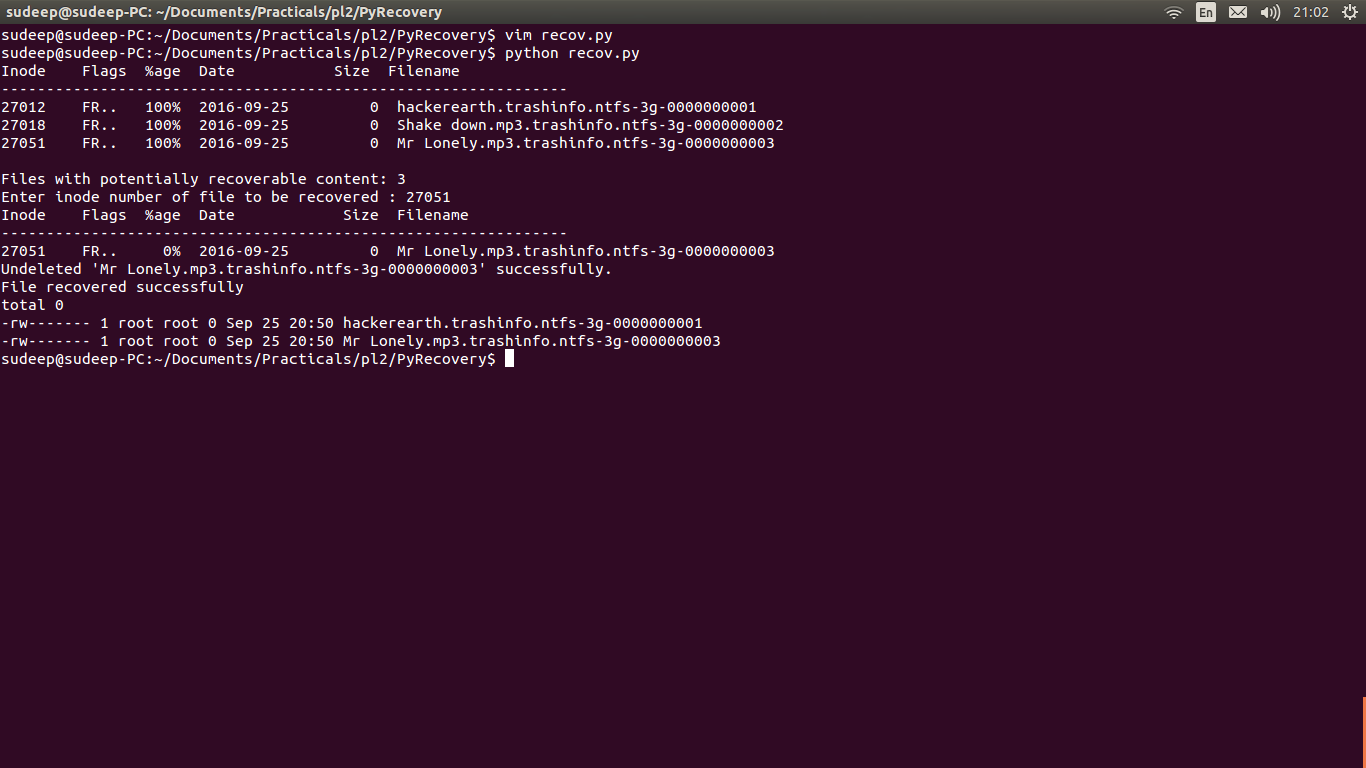 sudeep@sudeep-PC: ~/Documents/Practicals/pl2/PyRecovery En 21:02
sudeep@sudeep-PC:~/Documents/Practicals/pl2/PyRecovery$ vim recov.py
sudeep@sudeep-PC:~/Documents/Practicals/pl2/PyRecovery$ python recov.py
Inode    Flags  %age  Date           Size  Filename
---------------------------------------------------------------
27012    FR..   100%  2016-09-25         0  hackerearth.trashinfo.ntfs-3g-0000000001
27018    FR..   100%  2016-09-25         0  Shake down.mp3.trashinfo.ntfs-3g-0000000002
27051    FR..   100%  2016-09-25         0  Mr Lonely.mp3.trashinfo.ntfs-3g-0000000003

Files with potentially recoverable content: 3
Enter inode number of file to be recovered : 27051
Inode    Flags  %age  Date            Size  Filename
---------------------------------------------------------------
27051    FR..     0%  2016-09-25         0  Mr Lonely.mp3.trashinfo.ntfs-3g-0000000003
Undeleted 'Mr Lonely.mp3.trashinfo.ntfs-3g-0000000003' successfully.
File recovered successfully
total 0
-rw------- 1 root root 0 Sep 25 20:50 hackerearth.trashinfo.ntfs-3g-0000000001
-rw------- 1 root root 0 Sep 25 20:50 Mr Lonely.mp3.trashinfo.ntfs-3g-0000000003
sudeep@sudeep-PC:~/Documents/Practicals/pl2/PyRecovery$